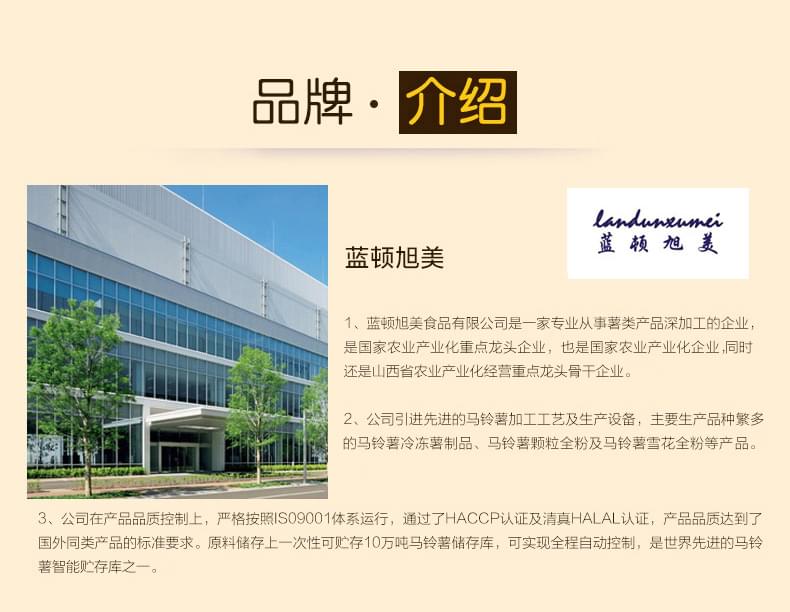 品牌·介绍
landunxumei
蓝顿旭美
蓝顿旭美
1、蓝顿旭美食品有限公司是一家专业从事薯类产品深加工的企业，
是国家农业产业化重点龙头企业，也是国家农业产业化企业,同时
还是山西省农业产业化经营重点龙头骨干企业。
2、公司引进先进的马铃薯加工工艺及生产设备，主要生产品种繁多
的马铃薯冷冻薯制品、马铃薯颗粒全粉及马铃薯雪花全粉等产品。
3、公司在产品品质控制上，严格按照IS09001体系运行，通过了HACCP认证及清真HALAL认证，产品品质达到了
国外同类产品的标准要求。原料储存上一次性可贮存10万吨马铃薯储存库，可实现全程自动控制，是世界先进的马铃
薯智能贮存库之一。